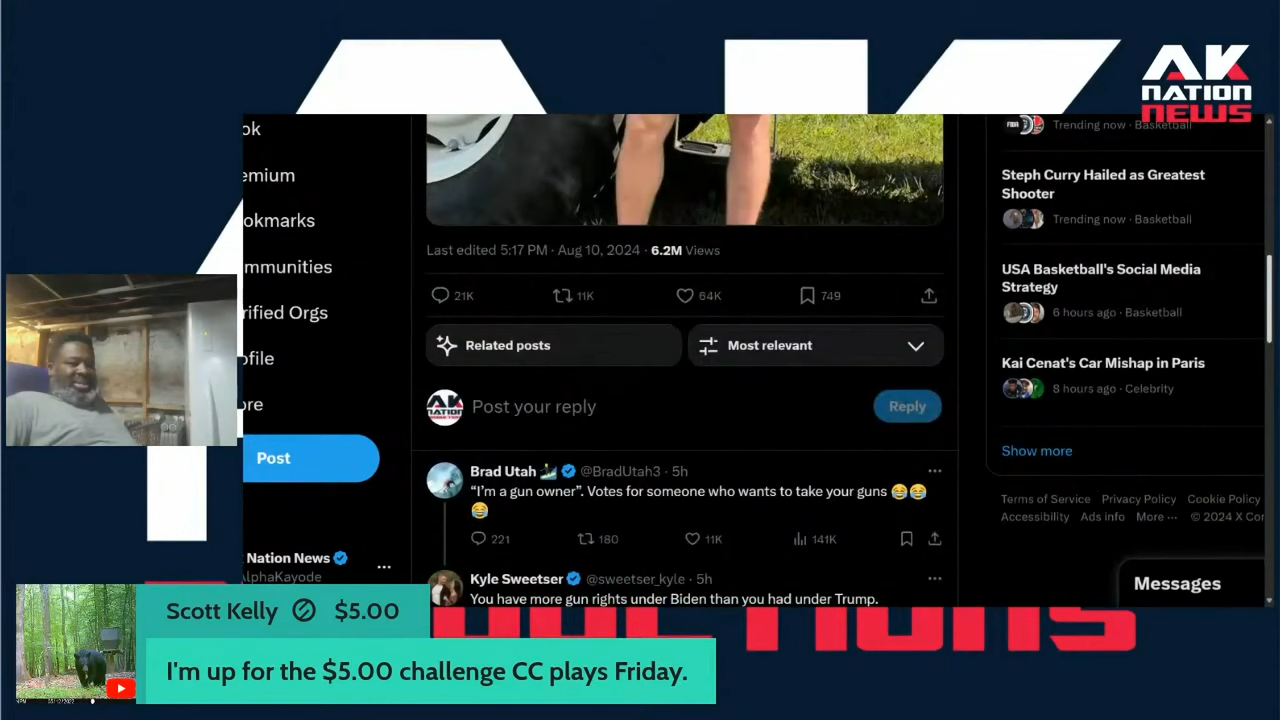 AK
NATION
NEWS
ok
emium
okmarks
mmunities
rified Orgs
ofile
ore
Post
Nation News
AlphaKayode
Last edited 5:17 PM · Aug 10, 2024 · 6.2M Views
21K 11K 64K 749
Related posts
Most relevant
AK
NATION
Post your reply
Reply
Brad Utah @BradUtah3 · 5h
“I’m a gun owner”. Votes for someone who wants to take your guns 😂😂
😂
221 180 11K 141K
Kyle Sweetser @sweetser_kyle · 5h
You have more gun rights under Biden than you had under Trump.
Trending now · Basketball
Steph Curry Hailed as Greatest
Shooter
Trending now · Basketball
USA Basketball's Social Media
Strategy
6 hours ago · Basketball
Kai Cenat's Car Mishap in Paris
8 hours ago · Celebrity
Show more
Terms of Service Privacy Policy Cookie Policy
Accessibility Ads info More ··· © 2024 X Cor
Messages
Scott Kelly $5.00
I'm up for the $5.00 challenge CC plays Friday.